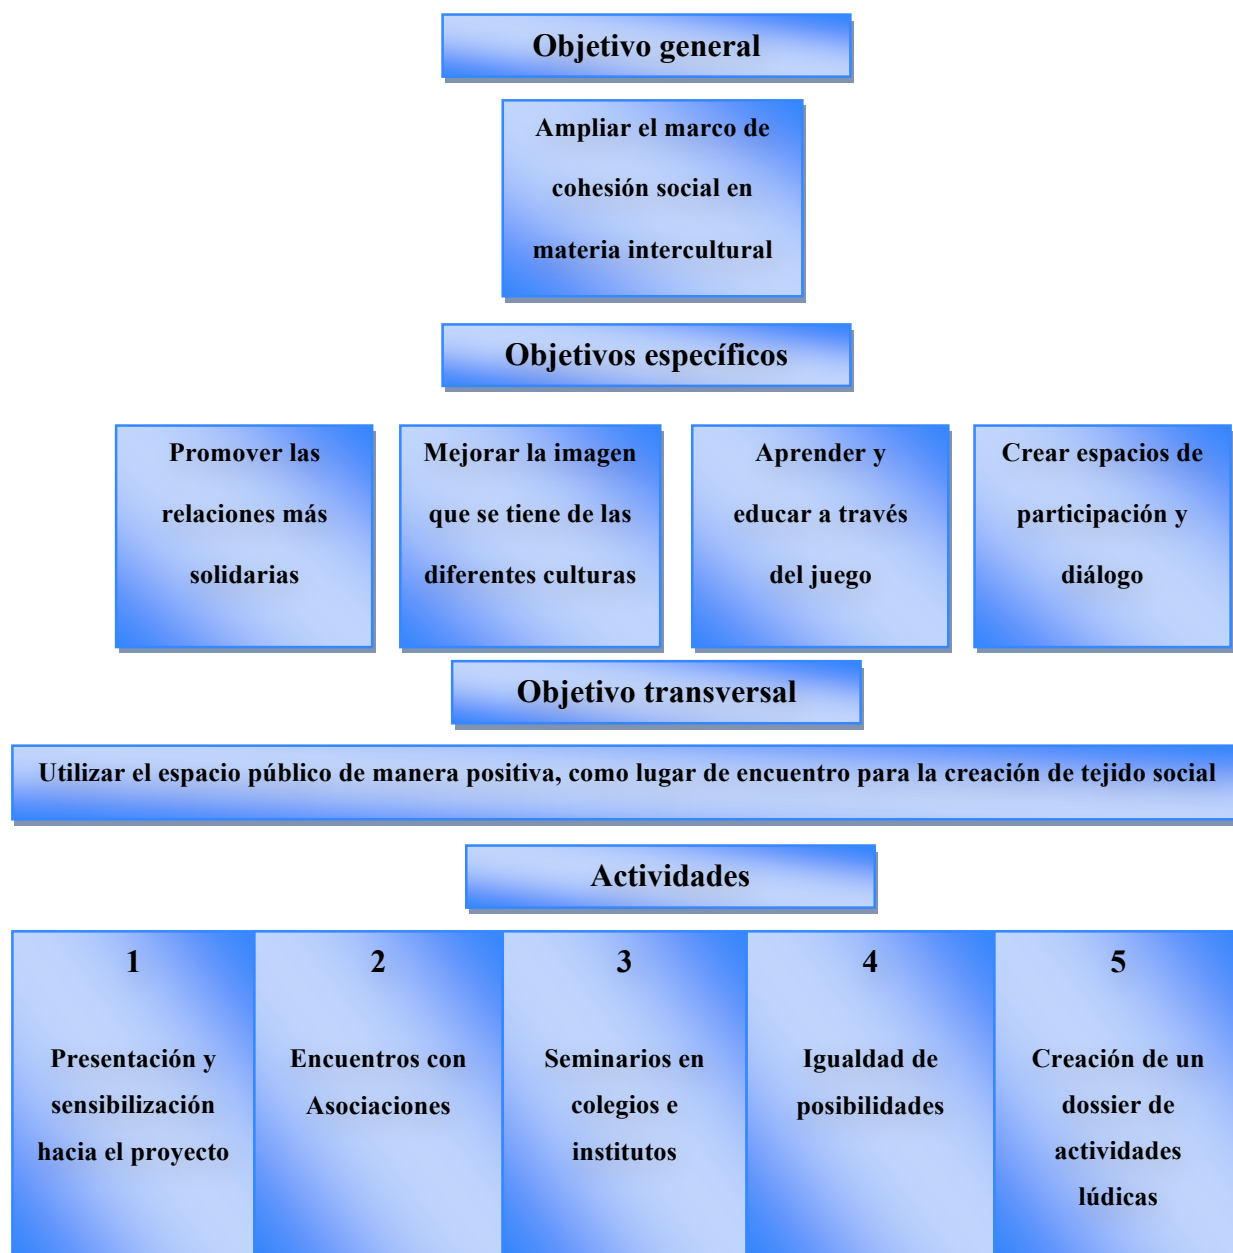 Objetivo general
Ampliar el marco de
cohesión social en
materia intercultural
Objetivos específicos
Promover las
relaciones más
solidarias
Mejorar la imagen
que se tiene de las
diferentes culturas
Aprender y
educar a través
del juego
Crear espacios de
participación y
diálogo
Objetivo transversal
Utilizar el espacio público de manera positiva, como lugar de encuentro para la creación de tejido social
Actividades
1
Presentación y
sensibilización
hacia el proyecto
2
Encuentros con
Asociaciones
3
Seminarios en
colegios e
institutos
4
Igualdad de
posibilidades
5
Creación de un
dossier de
actividades
lúdicas